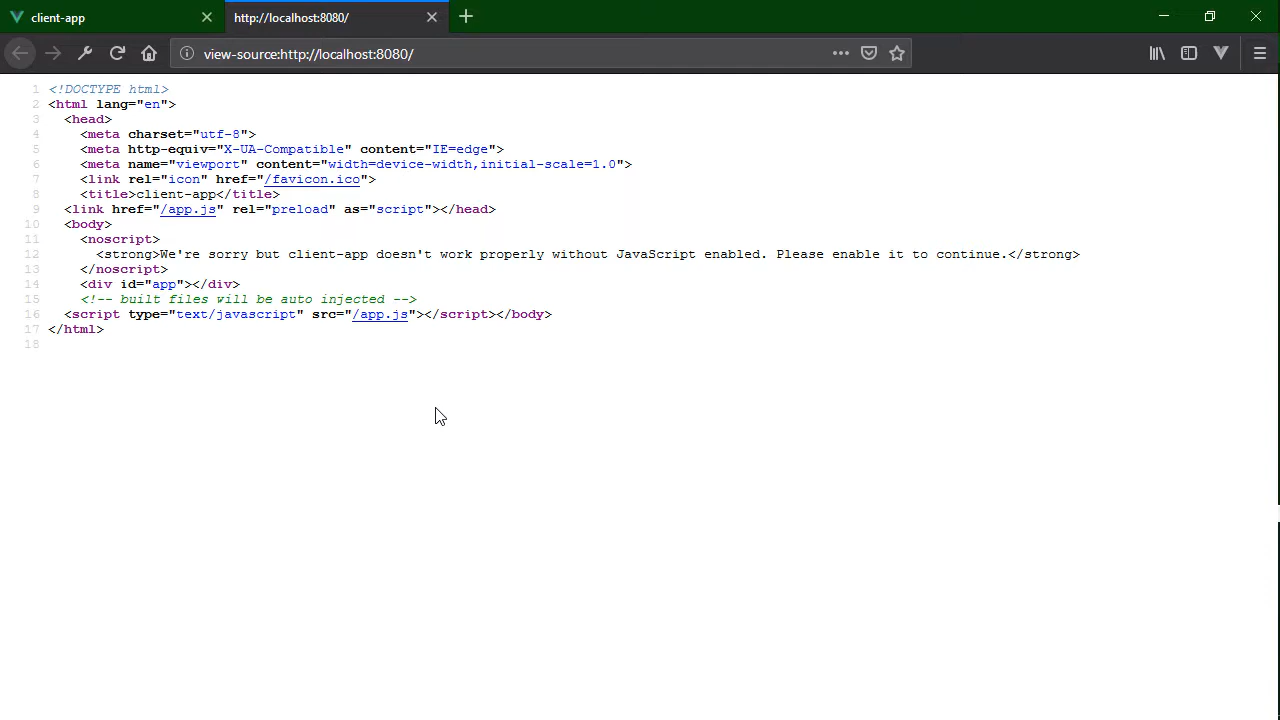 client-app
http://localhost:8080/
view-source:http://localhost:8080/
1 <!DOCTYPE html>
2 <html lang="en">
3 <head>
4 <meta charset="utf-8">
5 <meta http-equiv="X-UA-Compatible" content="IE=edge">
6 <meta name="viewport" content="width=device-width,initial-scale=1.0">
7 <link rel="icon" href="/favicon.ico">
8 <title>client-app</title>
9 <link href="/app.js" rel="preload" as="script"></head>
10 <body>
11 <noscript>
12 <strong>We're sorry but client-app doesn't work properly without JavaScript enabled. Please enable it to continue.</strong>
13 </noscript>
14 <div id="app"></div>
15 <!-- built files will be auto injected -->
16 <script type="text/javascript" src="/app.js"></script></body>
17 </html>
18